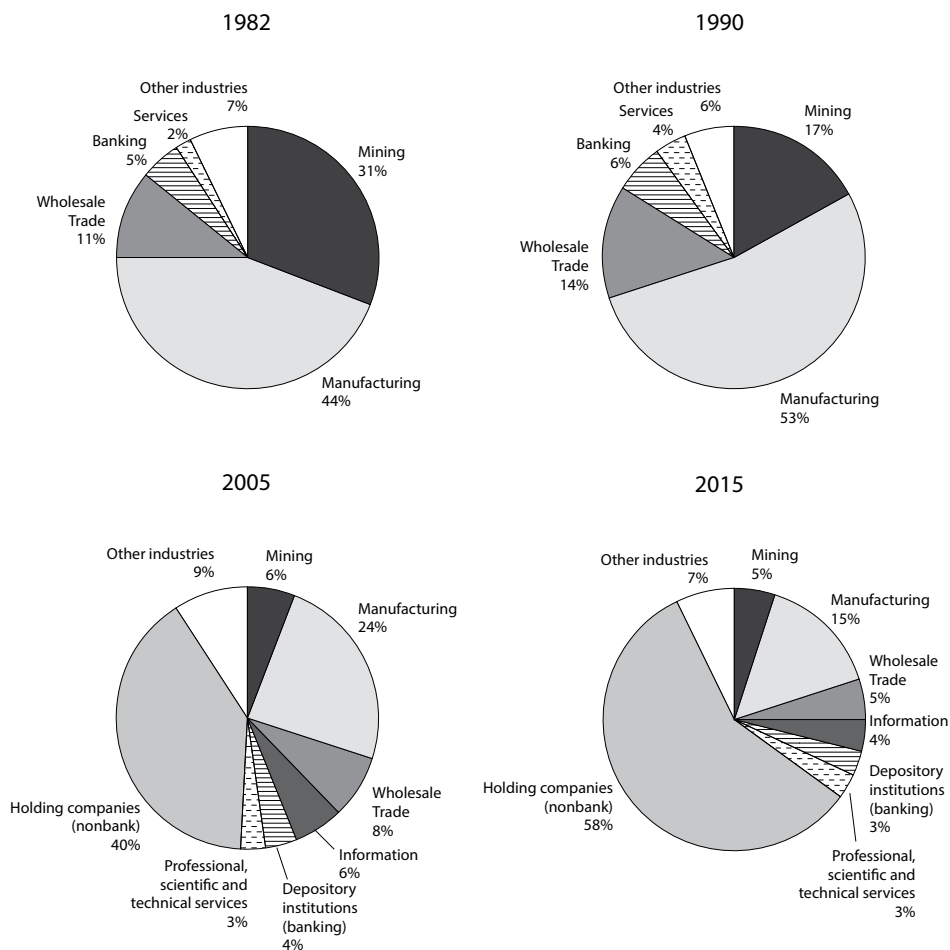 1982
Other industries
7%
Services
2%
Banking
5%
Wholesale
Trade
11%
Mining
31%
Manufacturing
44%
1990
Other industries
6%
Services
4%
Banking
6%
Wholesale
Trade
14%
Mining
17%
Manufacturing
53%
2005
Other industries
9%
Mining
6%
Manufacturing
24%
Wholesale
Trade
8%
Information
6%
Depository
institutions
(banking)
4%
Professional,
scientific and
technical services
3%
Holding companies
(nonbank)
40%
2015
Other industries
7%
Mining
5%
Manufacturing
15%
Wholesale
Trade
5%
Information
4%
Depository
institutions
(banking)
3%
Professional,
scientific and
technical services
3%
Holding companies
(nonbank)
58%